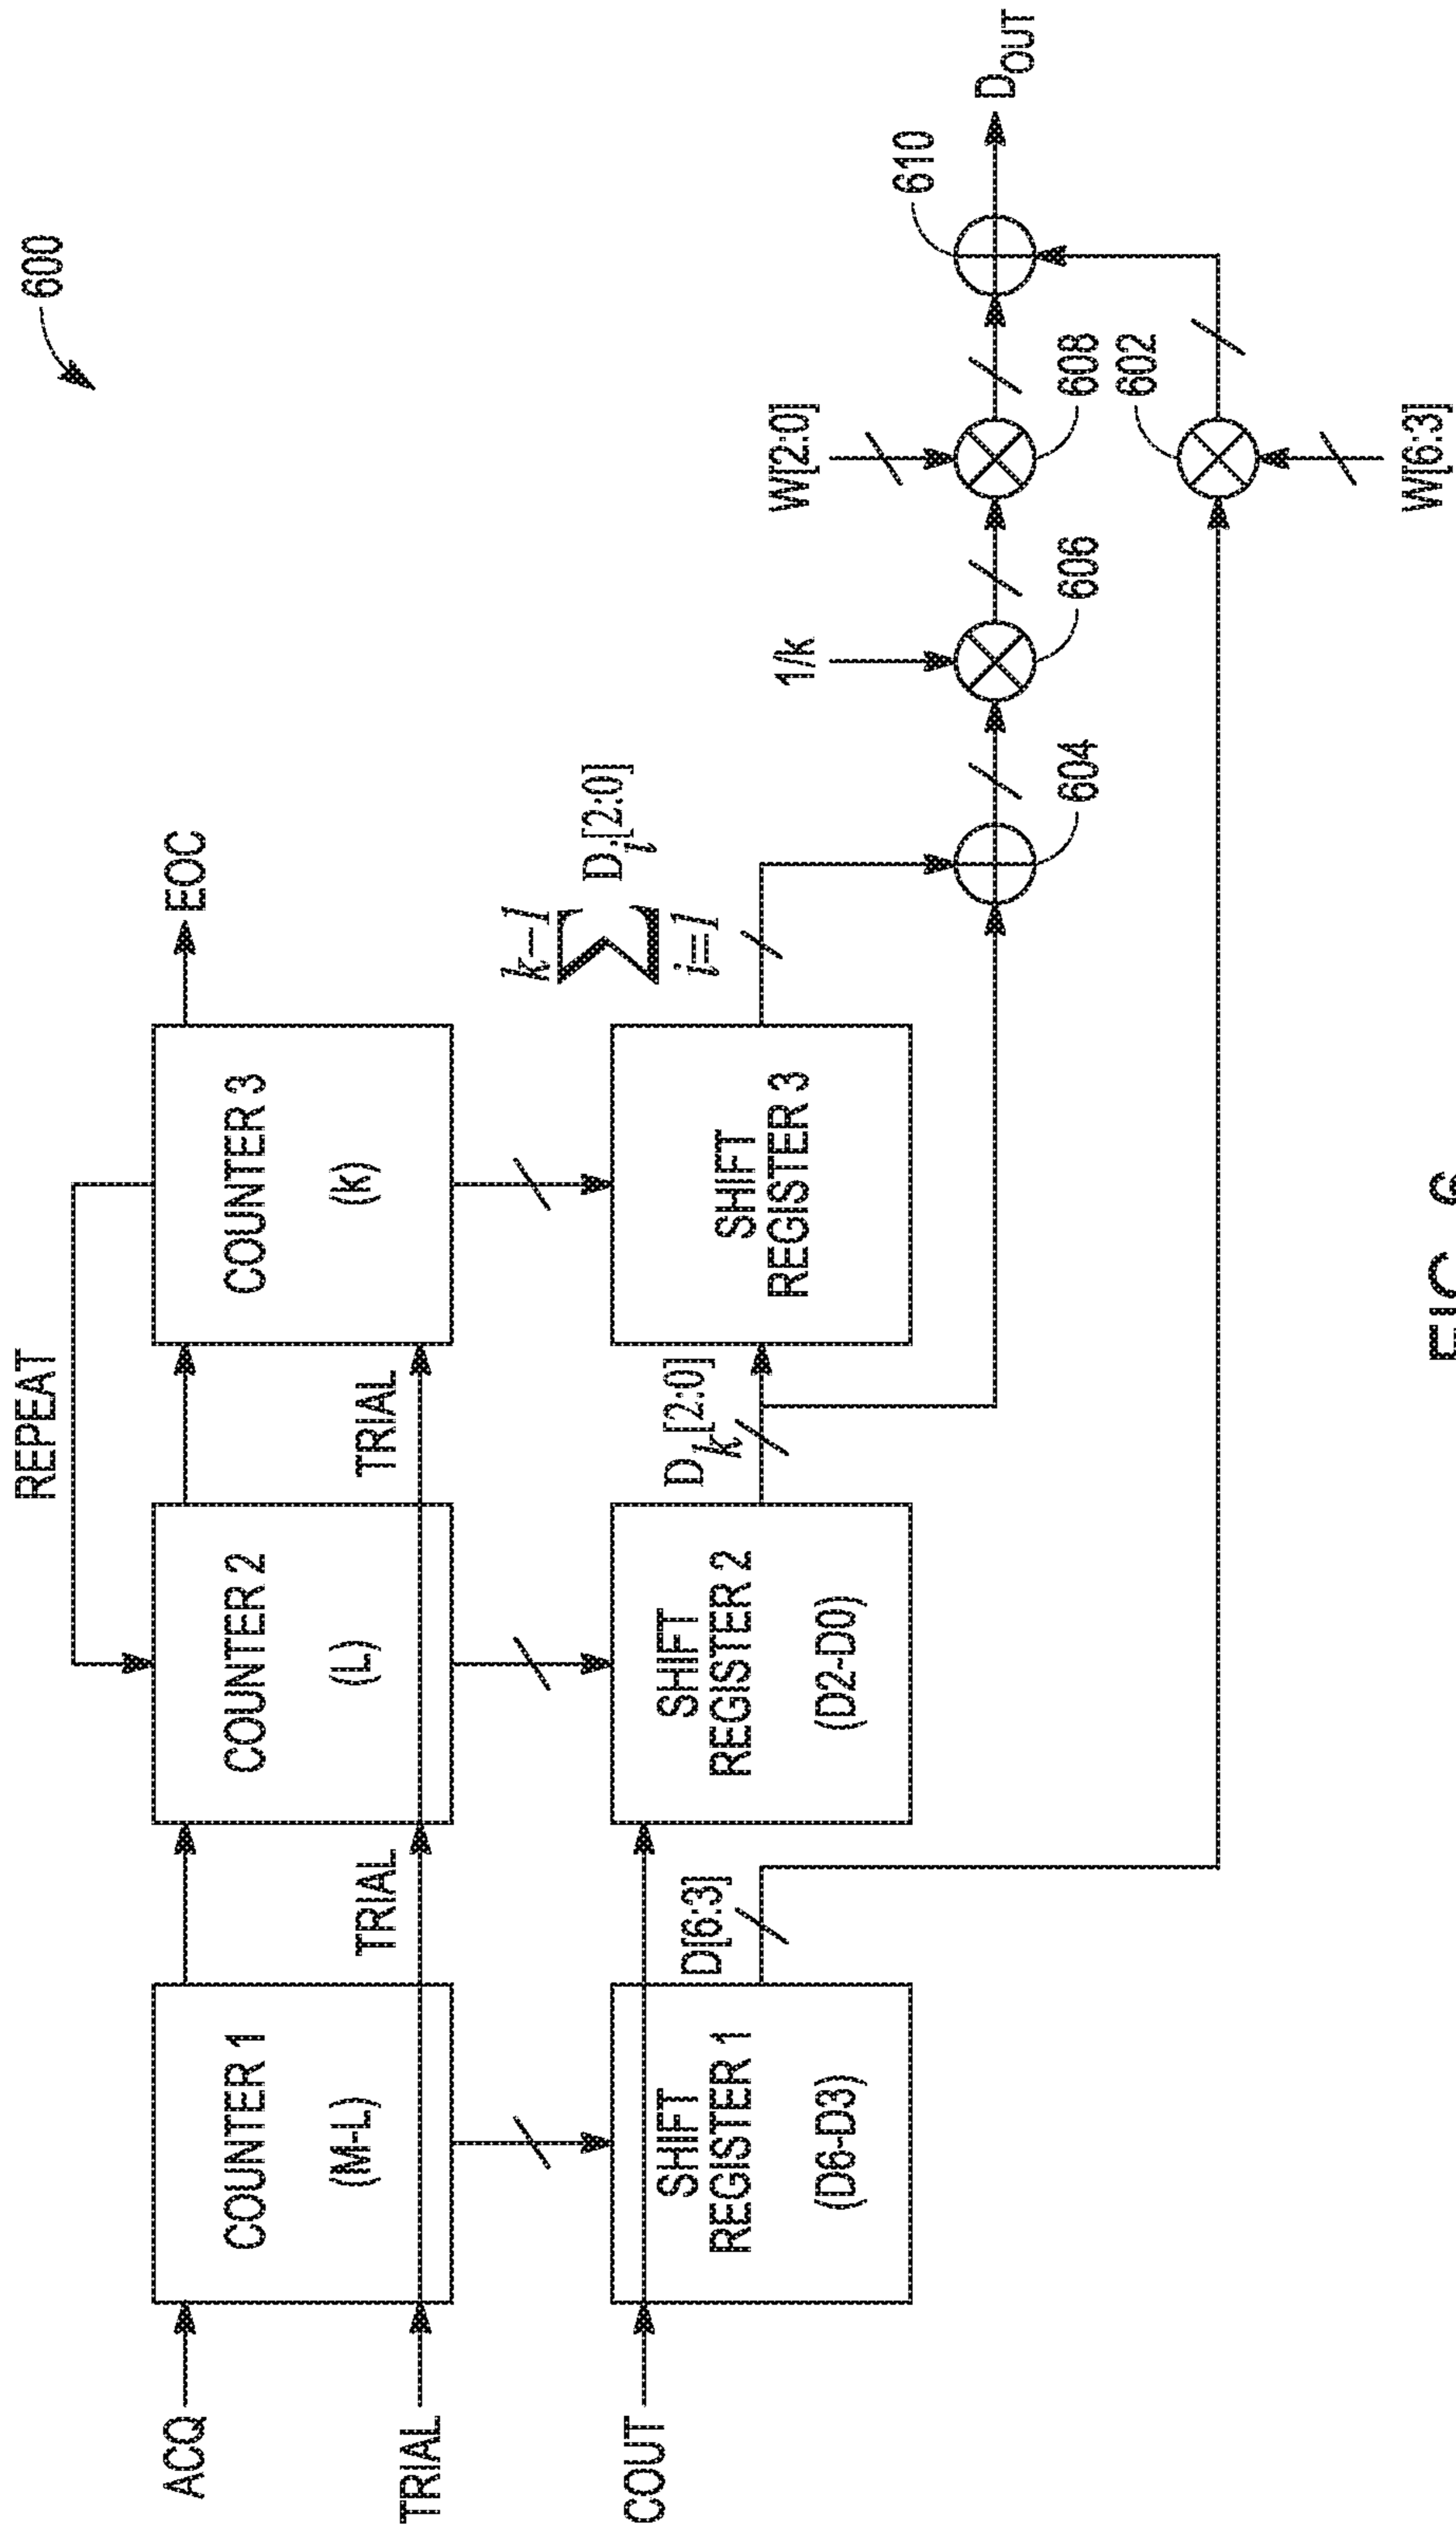 600
REPEAT
ACQ
COUNTER 1
(M-L)
COUNTER 2
(L)
COUNTER 3
(k)
EOC
TRIAL
TRIAL
TRIAL
COUT
SHIFT
REGISTER 1
(D6-D3)
D[6:3]
SHIFT
REGISTER 2
(D2-D0)
D_k[2:0]
SHIFT
REGISTER 3
k-1
∑ D_i[2:0]
i=1
604
1/k
606
W[2:0]
608
610
D_OUT
602
W[6:3]